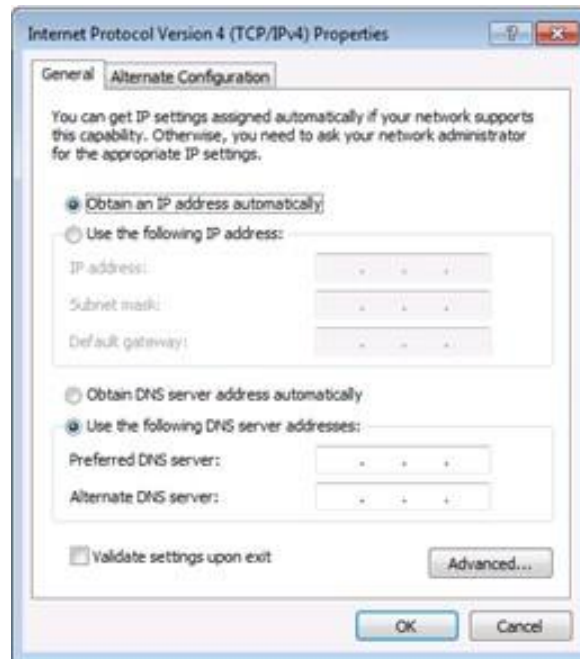 Internet Protocol Version 4 (TCP/IPv4) Properties
General
Alternate Configuration
You can get IP settings assigned automatically if your network supports
this capability. Otherwise, you need to ask your network administrator
for the appropriate IP settings.
Obtain an IP address automatically
Use the following IP address:
IP address:
Subnet mask:
Default gateway:
Obtain DNS server address automatically
Use the following DNS server addresses:
Preferred DNS server:
Alternate DNS server:
Validate settings upon exit
Advanced...
OK
Cancel